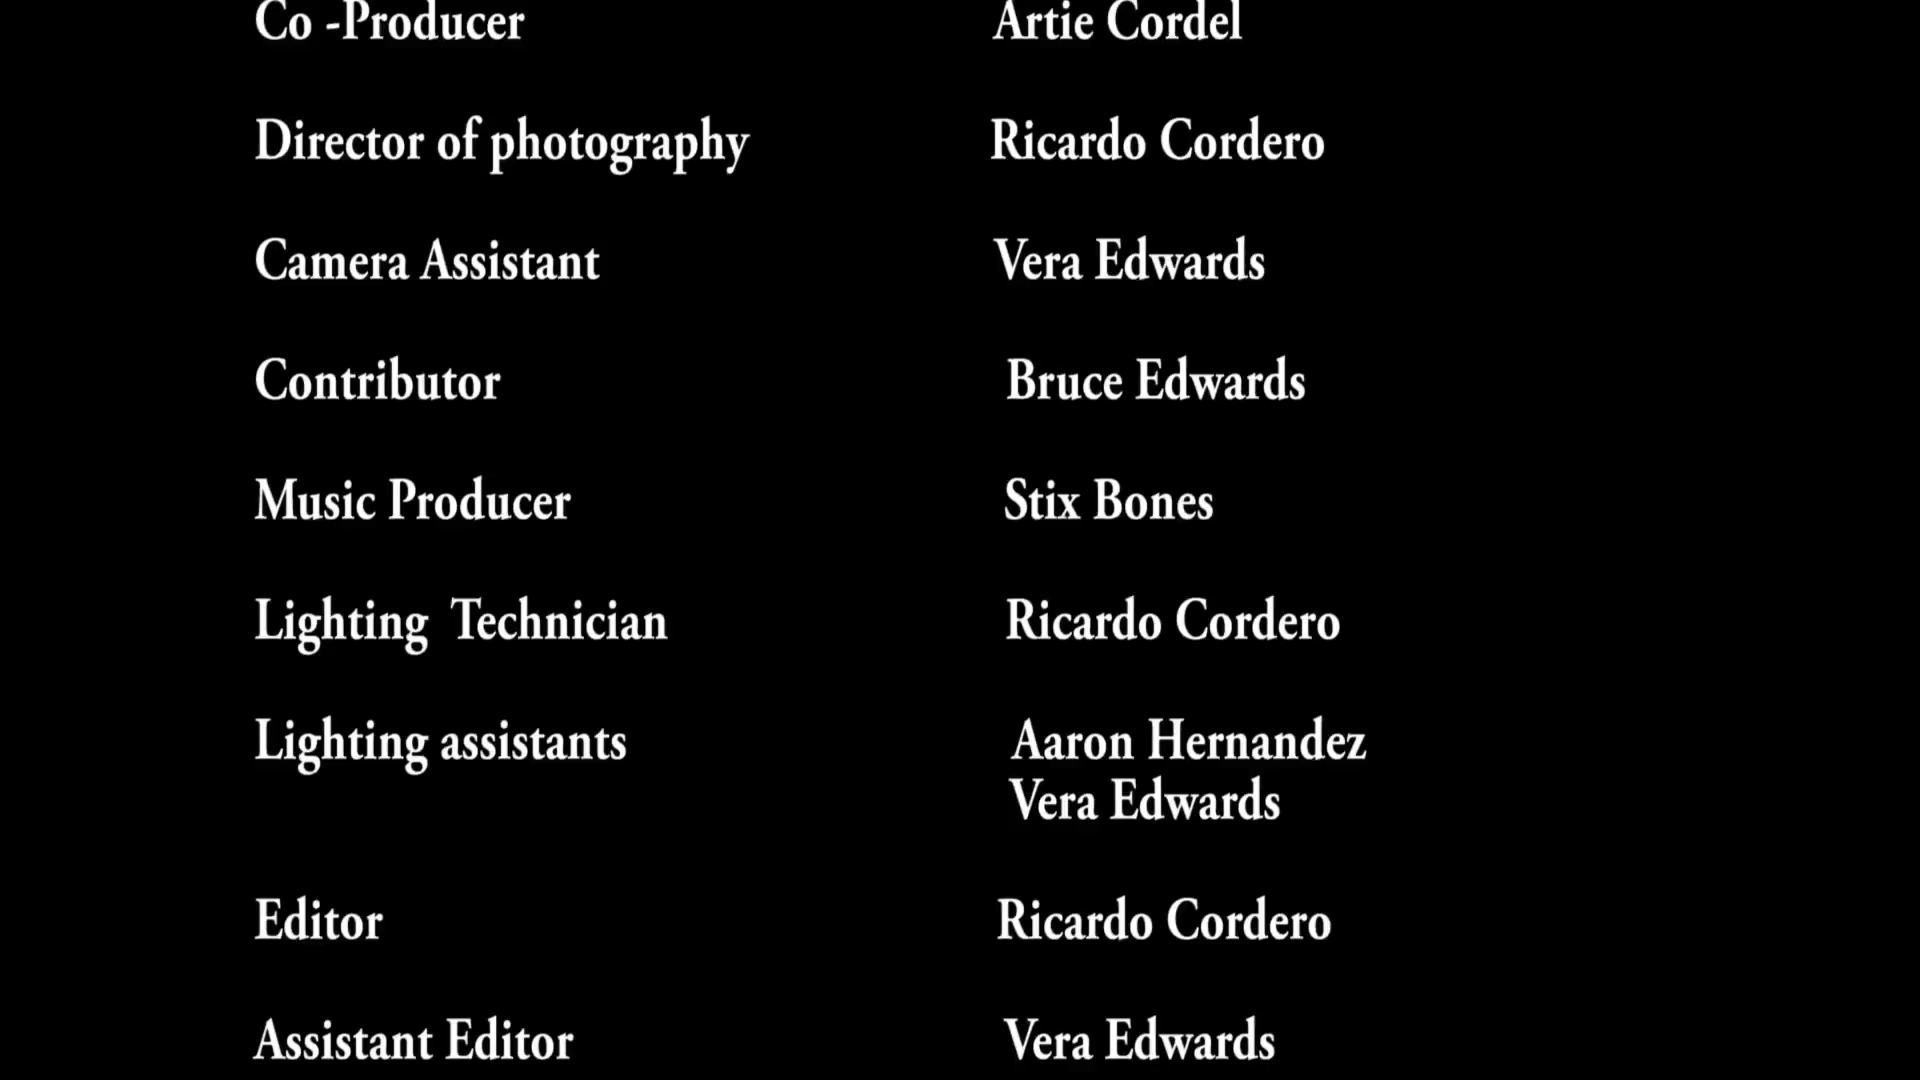 Co -Producer Artie Cordel
Director of photography Ricardo Cordero
Camera Assistant Vera Edwards
Contributor Bruce Edwards
Music Producer Stix Bones
Lighting  Technician Ricardo Cordero
Lighting assistants Aaron Hernandez
Vera Edwards
Editor Ricardo Cordero
Assistant Editor Vera Edwards